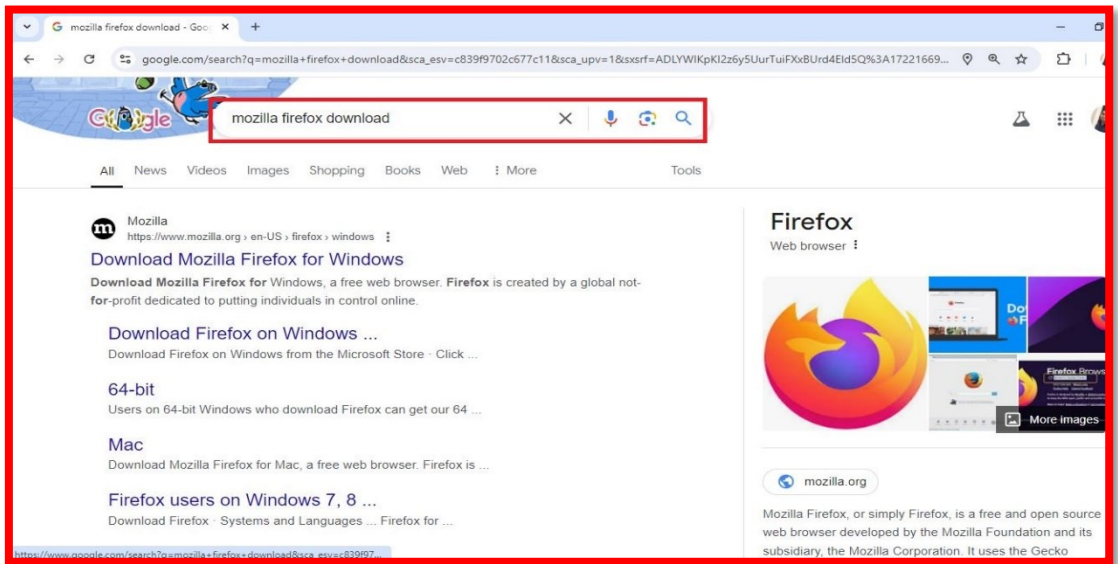 mozilla firefox download - Goo
google.com/search?q=mozilla+firefox+download&sca_esv=c839f9702c677c11&sca_upv=1&sxsrf=ADLYWIKpKI2z6y5UurTuiFXxBUrd4EId5Q%3A17221669...
Google
mozilla firefox download
All News Videos Images Shopping Books Web More Tools
Mozilla
https://www.mozilla.org › en-US › firefox › windows
Download Mozilla Firefox for Windows
Download Mozilla Firefox for Windows, a free web browser. Firefox is created by a global not-
for-profit dedicated to putting individuals in control online.
Download Firefox on Windows ...
Download Firefox on Windows from the Microsoft Store · Click ...
64-bit
Users on 64-bit Windows who download Firefox can get our 64 ...
Mac
Download Mozilla Firefox for Mac, a free web browser. Firefox is ...
Firefox users on Windows 7, 8 ...
Download Firefox · Systems and Languages ... Firefox for ...
https://www.google.com/search?q=mozilla+firefox+download&sca_esv=c839f97...
Firefox
Web browser
Do
F
Firefox Brows
More images
mozilla.org
Mozilla Firefox, or simply Firefox, is a free and open source
web browser developed by the Mozilla Foundation and its
subsidiary, the Mozilla Corporation. It uses the Gecko